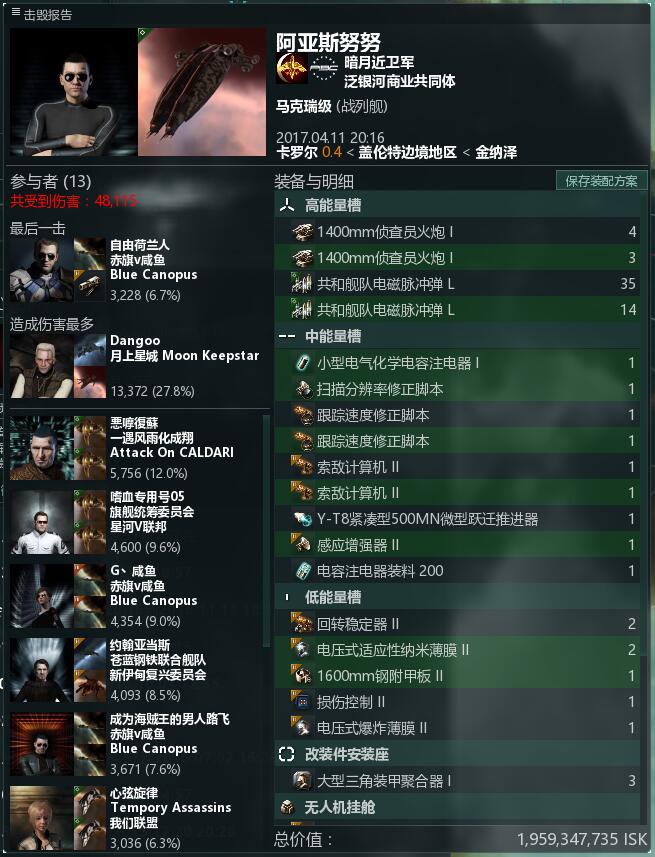 击毁报告
阿亚斯努努
暗月近卫军
泛银河商业共同体
马克瑞级 (战列舰)
2017.04.11 20:16
卡罗尔 0.4 < 盖伦特边境地区 < 金纳泽
参与者 (13)
共受到伤害：48,115
最后一击
自由荷兰人
赤旗v咸鱼
Blue Canopus
3,228 (6.7%)
造成伤害最多
Dangoo
月上星城 Moon Keepstar
13,372 (27.8%)
悪嘑復蘇
一遇风雨化成翔
Attack On CALDARI
5,756 (12.0%)
嗜血专用号05
旗舰统筹委员会
星河V联邦
4,600 (9.6%)
G、咸鱼
赤旗v咸鱼
Blue Canopus
4,354 (9.0%)
约翰亚当斯
苍蓝钢铁联合舰队
新伊甸复兴委员会
4,093 (8.5%)
成为海贼王的男人路飞
赤旗v咸鱼
Blue Canopus
3,671 (7.6%)
心弦旋律
Tempory Assassins
我们联盟
3,036 (6.3%)
装备与明细
保存装配方案
高能量槽
1400mm侦查员火炮 I 4
1400mm侦查员火炮 I 3
共和舰队电磁脉冲弹 L 35
共和舰队电磁脉冲弹 L 14
中能量槽
小型电气化学电容注电器 I 1
扫描分辨率修正脚本 1
跟踪速度修正脚本 1
跟踪速度修正脚本 1
索敌计算机 II 1
索敌计算机 II 1
Y-T8紧凑型500MN微型跃迁推进器 1
感应增强器 II 1
电容注电器装料 200 1
低能量槽
回转稳定器 II 2
电压式适应性纳米薄膜 II 2
1600mm钢附甲板 II 1
损伤控制 II 1
电压式爆炸薄膜 II 1
改装件安装座
大型三角装甲聚合器 I 3
无人机挂舱
总价值： 1,959,347,735 ISK